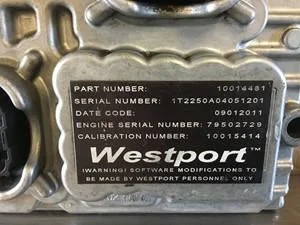 PART NUMBER: 10014481
SERIAL NUMBER: 1T2250A04051201
DATE CODE: 09012011
ENGINE SERIAL NUMBER: 79502729
CALIBRATION NUMBER: 10015414
Westport™
!WARNING! SOFTWARE MODIFICATIONS TO
BE MADE BY WESTPORT PERSONNEL ONLY